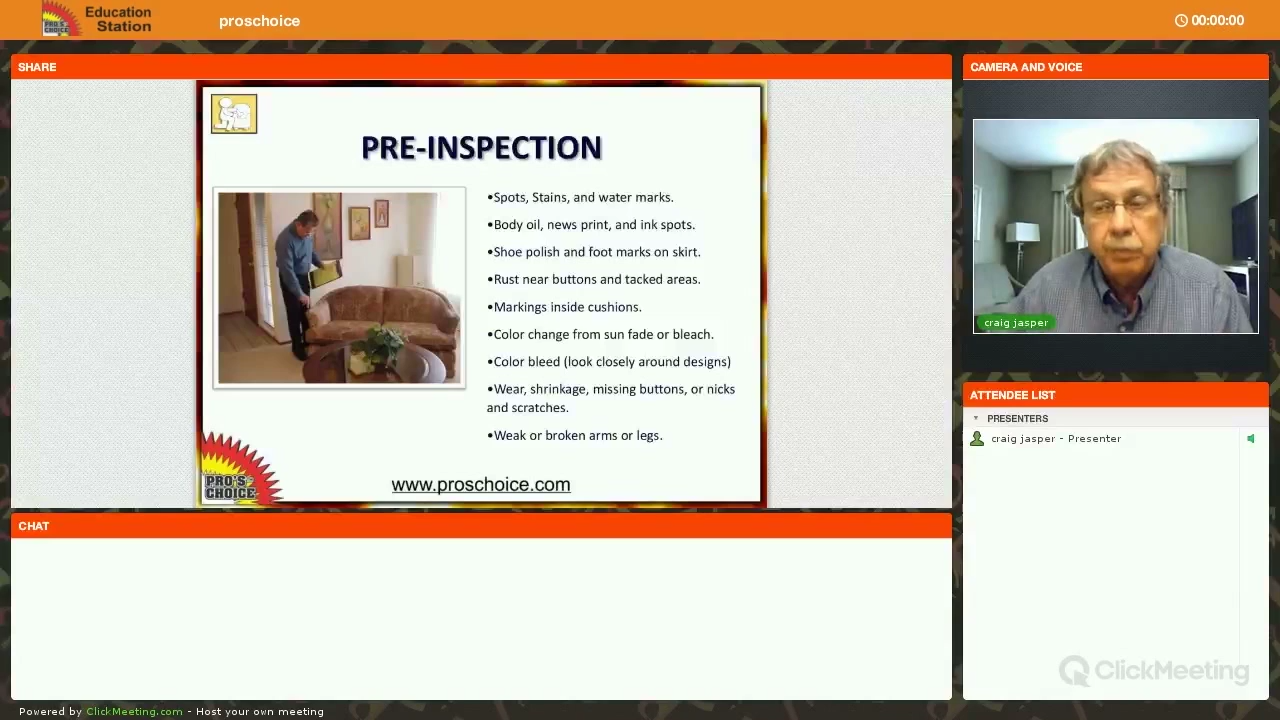 PRO'S
CHOICE
Education
Station
proschoice
00:00:00
SHARE
PRE-INSPECTION
•Spots, Stains, and water marks.
•Body oil, news print, and ink spots.
•Shoe polish and foot marks on skirt.
•Rust near buttons and tacked areas.
•Markings inside cushions.
•Color change from sun fade or bleach.
•Color bleed (look closely around designs)
•Wear, shrinkage, missing buttons, or nicks
and scratches.
•Weak or broken arms or legs.
PRO'S
CHOICE
www.proschoice.com
CAMERA AND VOICE
craig jasper
ATTENDEE LIST
PRESENTERS
craig jasper - Presenter
CHAT
ClickMeeting
Powered by ClickMeeting.com - Host your own meeting